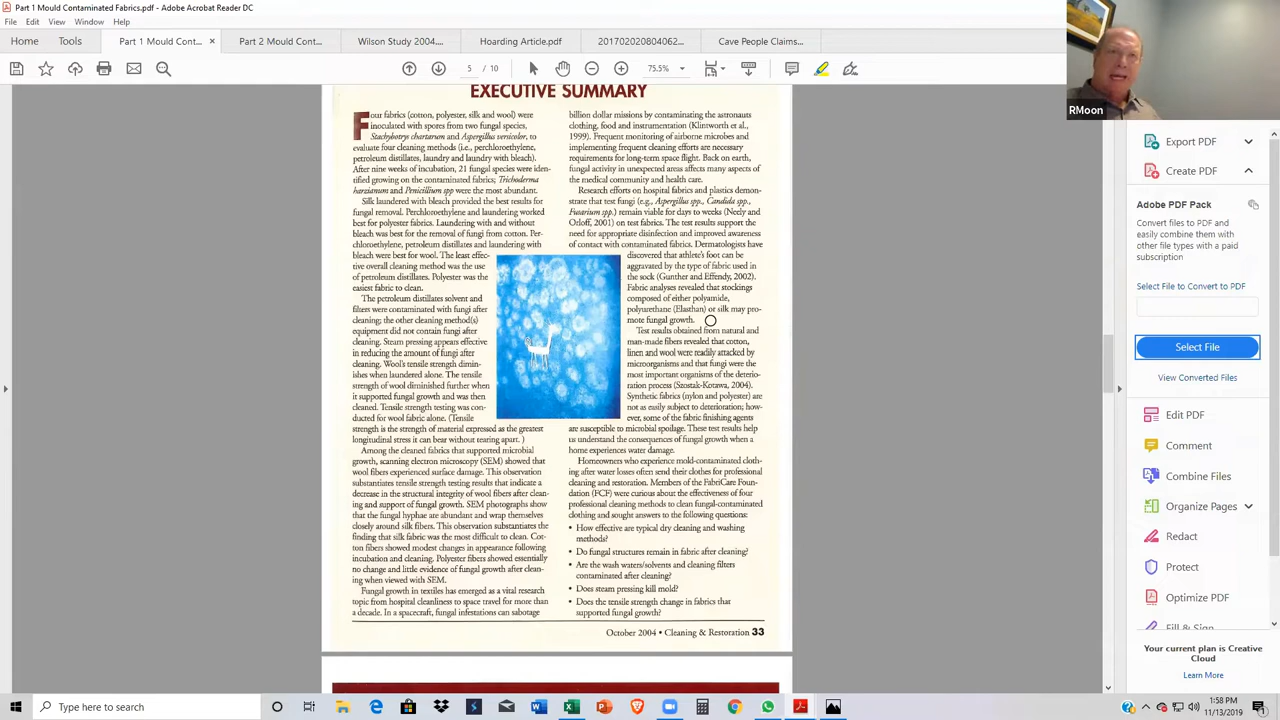 Part 1 Mould Contaminated Fabrics.pdf - Adobe Acrobat Reader DC
File Edit View Window Help
Home Tools Part 1 Mould Cont... × Part 2 Mould Cont... Wilson Study 2004.... Hoarding Article.pdf 201702020804062... Cave People Claims...
5 / 10 75.5%
RMoon
EXECUTIVE SUMMARY
Four fabrics (cotton, polyester, silk and wool) were
inoculated with spores from two fungal species,
Stachybotrys chartarum and Aspergillus versicolor, to
evaluate four cleaning methods (i.e., perchloroethylene,
petroleum distillates, laundry and laundry with bleach).
After nine weeks of incubation, 21 fungal species were iden-
tified growing on the contaminated fabrics; Trichoderma
harzianum and Penicillium spp were the most abundant.
Silk laundered with bleach provided the best results for
fungal removal. Perchloroethylene and laundering worked
best for polyester fabrics. Laundering with and without
bleach was best for the removal of fungi from cotton. Per-
chloroethylene, petroleum distillates and laundering with
bleach were best for wool. The least effec-
tive overall cleaning method was the use
of petroleum distillates. Polyester was the
easiest fabric to clean.
The petroleum distillates solvent and
filters were contaminated with fungi after
cleaning; the other cleaning method(s)
equipment did not contain fungi after
cleaning. Steam pressing appears effective
in reducing the amount of fungi after
cleaning. Wool's tensile strength dimin-
ishes when laundered alone. The tensile
strength of wool diminished further when
it supported fungal growth and was then
cleaned. Tensile strength testing was con-
ducted for wool fabric alone. (Tensile
strength is the strength of material expressed as the greatest
longitudinal stress it can bear without tearing apart. )
Among the cleaned fabrics that supported microbial
growth, scanning electron microscopy (SEM) showed that
wool fibers experienced surface damage. This observation
substantiates tensile strength testing results that indicate a
decrease in the structural integrity of wool fibers after clean-
ing and support of fungal growth. SEM photographs show
that the fungal hyphae are abundant and wrap themselves
closely around silk fibers. This observation substantiates the
finding that silk fabric was the most difficult to clean. Cot-
ton fibers showed modest changes in appearance following
incubation and cleaning. Polyester fibers showed essentially
no change and little evidence of fungal growth after clean-
ing when viewed with SEM.
Fungal growth in textiles has emerged as a vital research
topic from hospital cleanliness to space travel for more than
a decade. In a spacecraft, fungal infestations can sabotage
billion dollar missions by contaminating the astronauts
clothing, food and instrumentation (Klintworth et al.,
1999). Frequent monitoring of airborne microbes and
implementing frequent cleaning efforts are necessary
requirements for long-term space flight. Back on earth,
fungal activity in unexpected areas affects many aspects of
the medical community and health care.
Research efforts on hospital fabrics and plastics demon-
strate that test fungi (e.g., Aspergillus spp., Candida spp.,
Fusarium spp.) remain viable for days to weeks (Neely and
Orloff, 2001) on test fabrics. The test results support the
need for appropriate disinfection and improved awareness
of contact with contaminated fabrics. Dermatologists have
discovered that athlete's foot can be
aggravated by the type of fabric used in
the sock (Gunther and Effendy, 2002).
Fabric analyses revealed that stockings
composed of either polyamide,
polyurethane (Elasthan) or silk may pro-
mote fungal growth.
Test results obtained from natural and
man-made fibers revealed that cotton,
linen and wool were readily attacked by
microorganisms and that fungi were the
most important organisms of the deterio-
ration process (Szostak-Kotawa, 2004).
Synthetic fabrics (nylon and polyester) are
not as easily subject to deterioration; how-
ever, some of the fabric finishing agents
are susceptible to microbial spoilage. These test results help
us understand the consequences of fungal growth when a
home experiences water damage.
Homeowners who experience mold-contaminated cloth-
ing after water losses often send their clothes for professional
cleaning and restoration. Members of the FabriCare Foun-
dation (FCF) were curious about the effectiveness of four
professional cleaning methods to clean fungal-contaminated
clothing and sought answers to the following questions:
• How effective are typical dry cleaning and washing
methods?
• Do fungal structures remain in fabric after cleaning?
• Are the wash waters/solvents and cleaning filters
contaminated after cleaning?
• Does steam pressing kill mold?
• Does the tensile strength change in fabrics that
supported fungal growth?
October 2004 • Cleaning & Restoration 33
Export PDF
Create PDF
Adobe PDF Pack
Convert files to PDF and
easily combine them with
other file types with a paid
subscription
Select File to Convert to PDF
Select File
View Converted Files
Edit PDF
Comment
Combine Files
Organize Pages
Redact
Protect
Optimize PDF
Fill & Sign
Your current plan is Creative
Cloud
Learn More
Type here to search
1:58 PM
11/13/2019